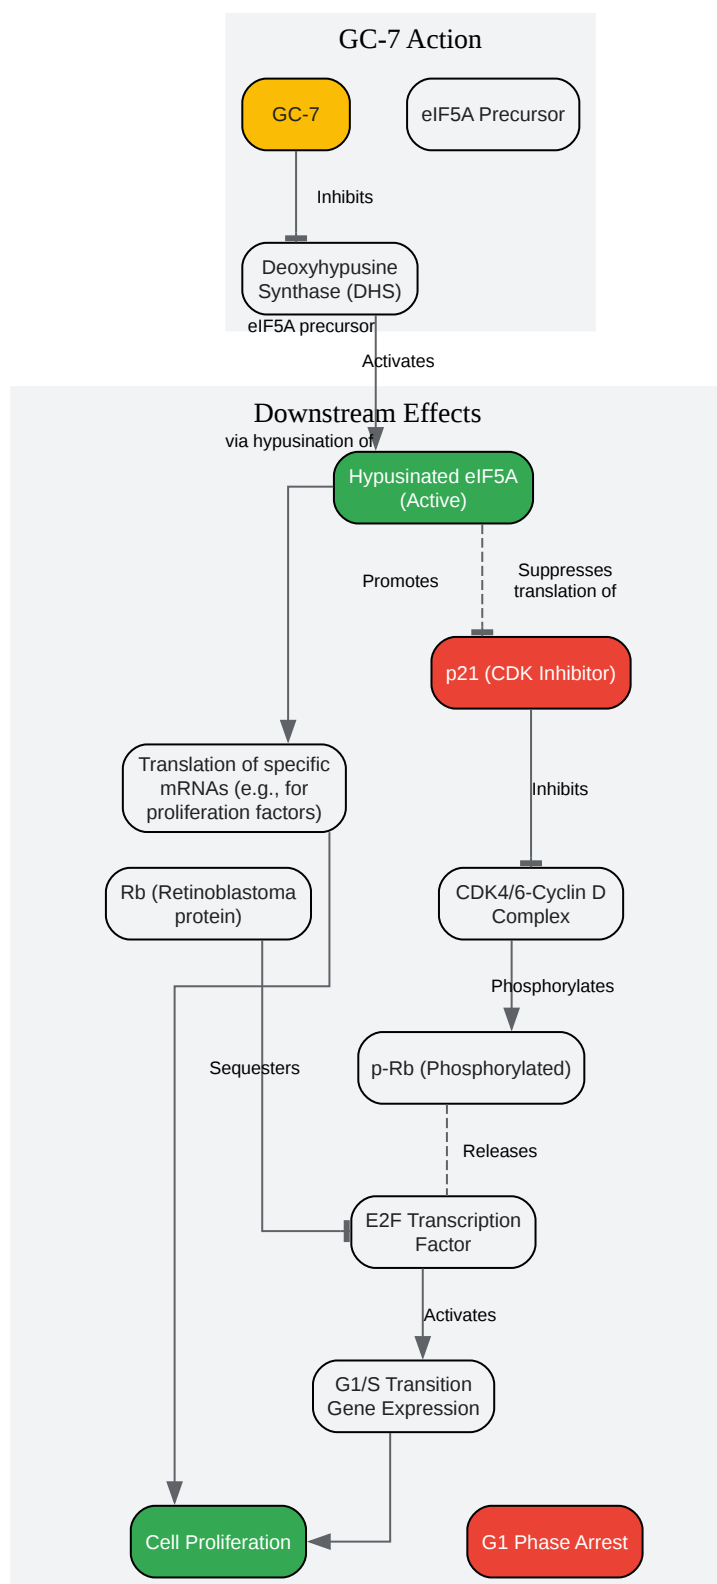 GC-7 Action
GC-7
eIF5A Precursor
Inhibits
Deoxyhypusine
Synthase (DHS)
eIF5A precursor
Activates
Downstream Effects
via hypusination of
Hypusinated eIF5A
(Active)
Promotes
Suppresses
translation of
p21 (CDK Inhibitor)
Translation of specific
mRNAs (e.g., for
proliferation factors)
Inhibits
Rb (Retinoblastoma
protein)
CDK4/6-Cyclin D
Complex
Phosphorylates
Sequesters
p-Rb (Phosphorylated)
Releases
E2F Transcription
Factor
Activates
G1/S Transition
Gene Expression
Cell Proliferation
G1 Phase Arrest